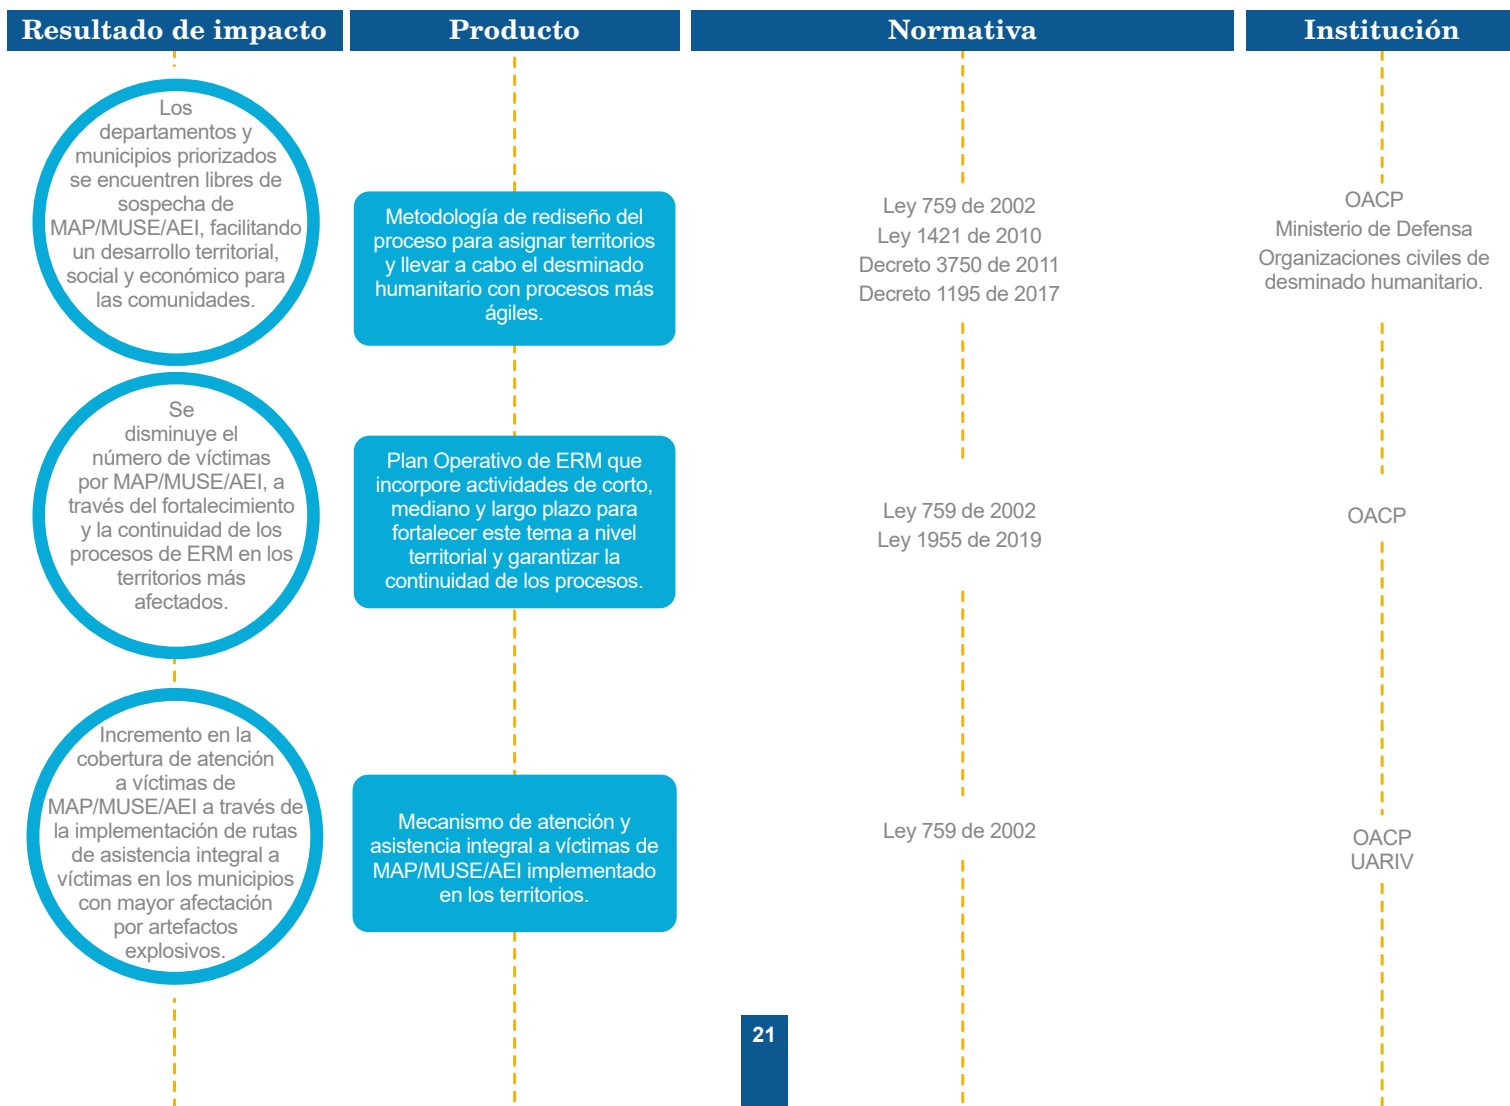 Resultado de impacto
Producto
Normativa
Institución
Los
departamentos y
municipios priorizados
se encuentren libres de
sospecha de
MAP/MUSE/AEI, facilitando
un desarrollo territorial,
social y económico para
las comunidades.
Metodología de rediseño del
proceso para asignar territorios
y llevar a cabo el desminado
humanitario con procesos más
ágiles.
Ley 759 de 2002
Ley 1421 de 2010
Decreto 3750 de 2011
Decreto 1195 de 2017
OACP
Ministerio de Defensa
Organizaciones civiles de
desminado humanitario.
Se
disminuye el
número de víctimas
por MAP/MUSE/AEI, a
través del fortalecimiento
y la continuidad de los
procesos de ERM en los
territorios más
afectados.
Plan Operativo de ERM que
incorpore actividades de corto,
mediano y largo plazo para
fortalecer este tema a nivel
territorial y garantizar la
continuidad de los procesos.
Ley 759 de 2002
Ley 1955 de 2019
OACP
Incremento en la
cobertura de atención
a víctimas de
MAP/MUSE/AEI a través de
la implementación de rutas
de asistencia integral a
víctimas en los municipios
con mayor afectación
por artefactos
explosivos.
Mecanismo de atención y
asistencia integral a víctimas de
MAP/MUSE/AEI implementado
en los territorios.
Ley 759 de 2002
OACP
UARIV
21